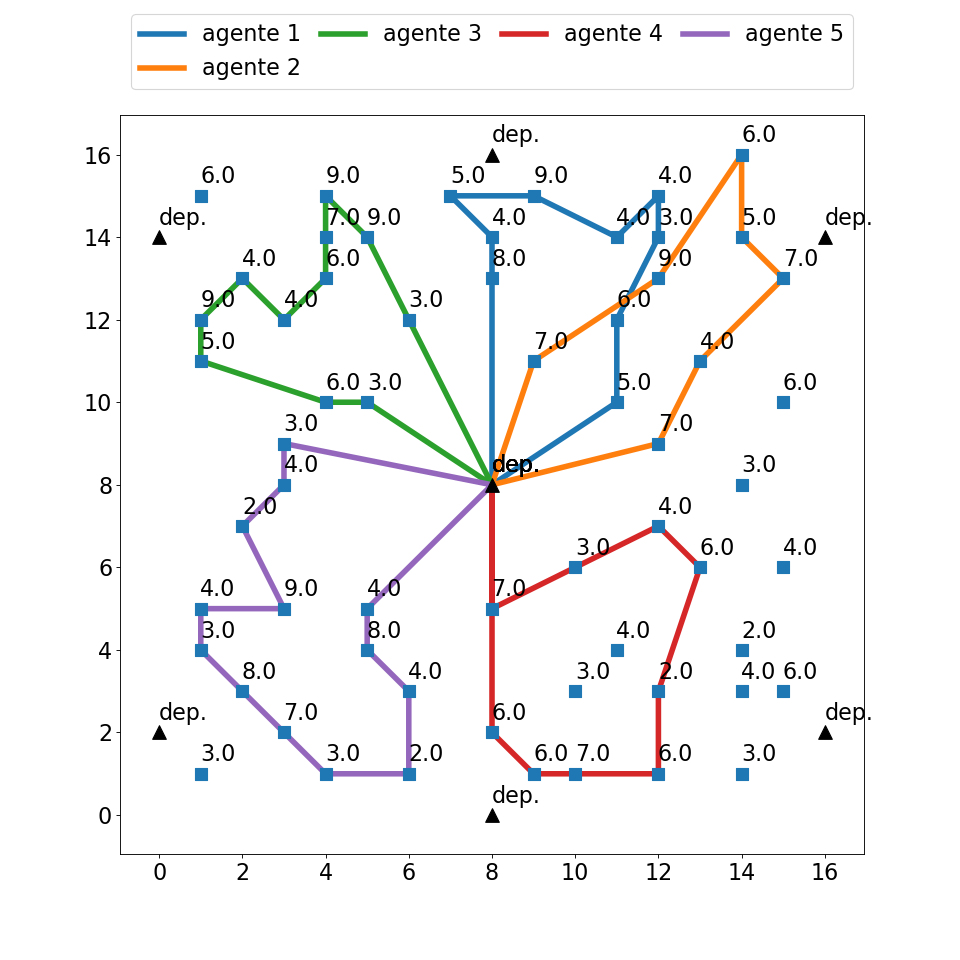 agente 1 agente 3 agente 4 agente 5
agente 2
dep. 6.0
16
6.0 9.0 5.0 9.0 4.0
dep. 7.0 9.0 4.0 4.0 3.0 5.0 dep.
14
4.0 6.0 8.0 9.0 7.0
9.0 4.0 3.0 6.0
12
5.0 7.0 4.0
6.0 3.0 5.0 6.0
10
3.0 7.0
4.0 dep. 3.0
8
2.0 4.0
3.0 6.0 4.0
6
4.0 9.0 4.0 7.0
3.0 8.0 4.0 2.0
4
8.0 4.0 3.0 2.0 4.0 6.0
dep. 7.0 6.0 dep.
2
3.0 3.0 2.0 6.0 7.0 6.0 3.0
dep.
0
0 2 4 6 8 10 12 14 16